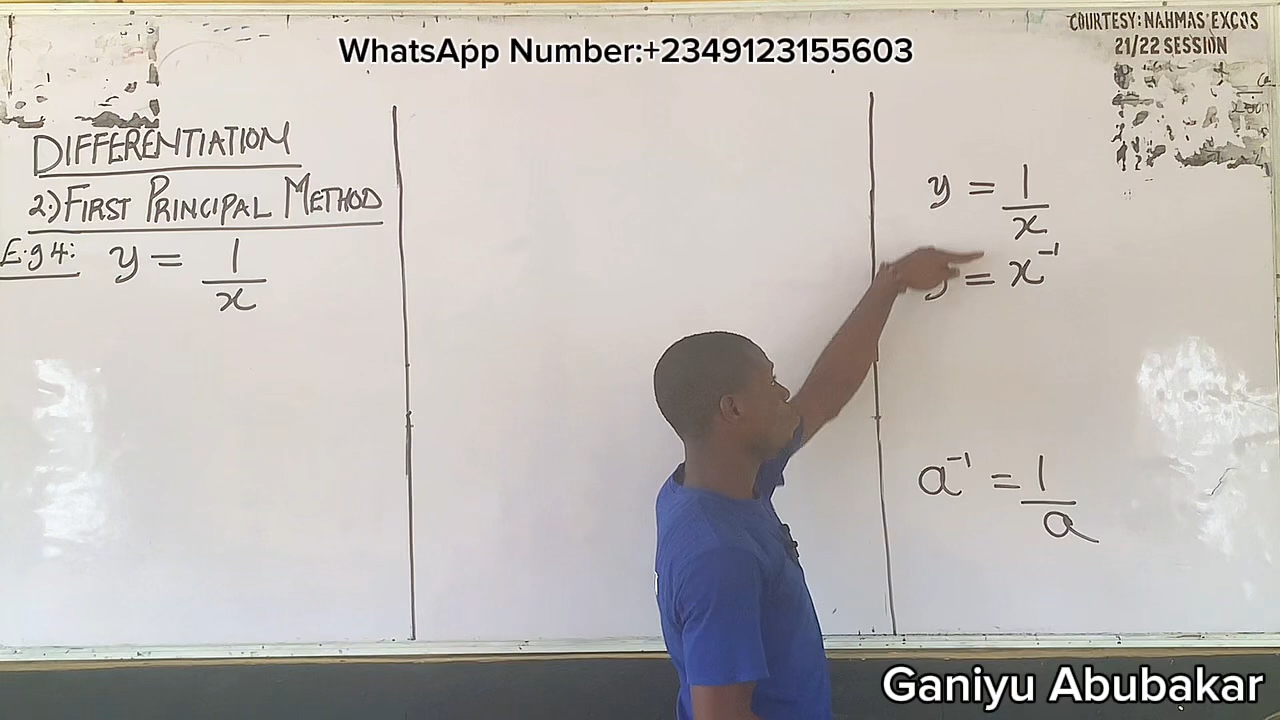 WhatsApp Number:+2349123155603
COURTESY: NAHMAS EXCOS
21/22 SESSION
DIFFERENTIATION
2.) FIRST PRINCIPAL METHOD
E.g 4: y = 1/x
y = 1/x
y = x⁻¹
a⁻¹ = 1/a
Ganiyu Abubakar